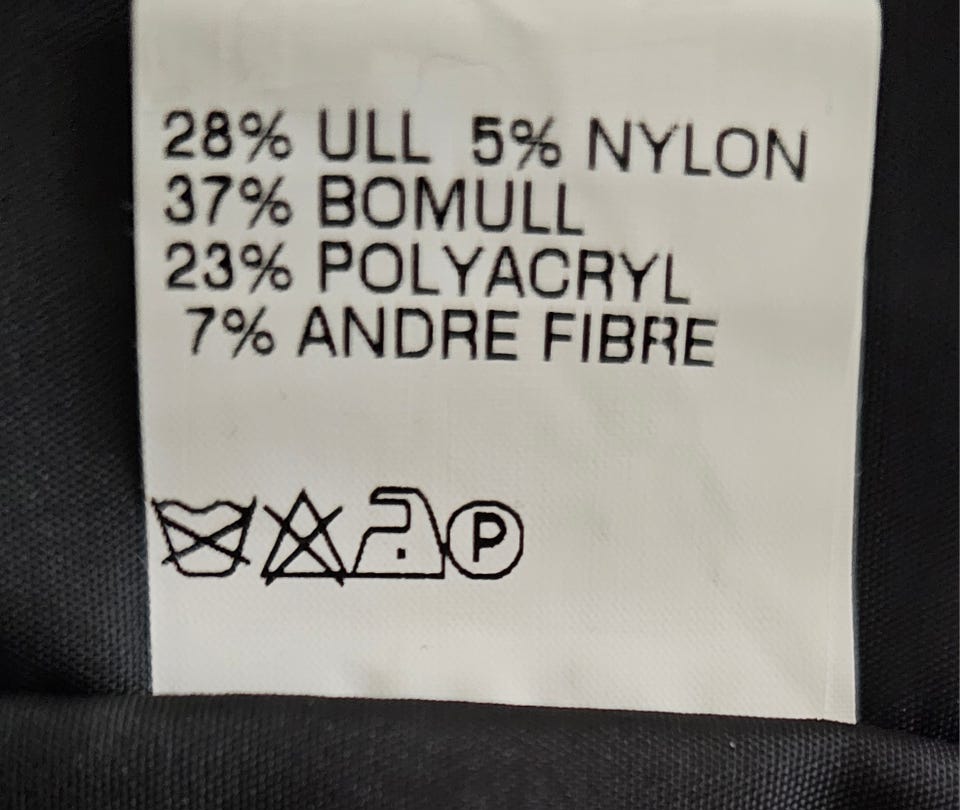 28% ULL 5% NYLON
37% BOMULL
23% POLYACRYL
7% ANDRE FIBRE
P